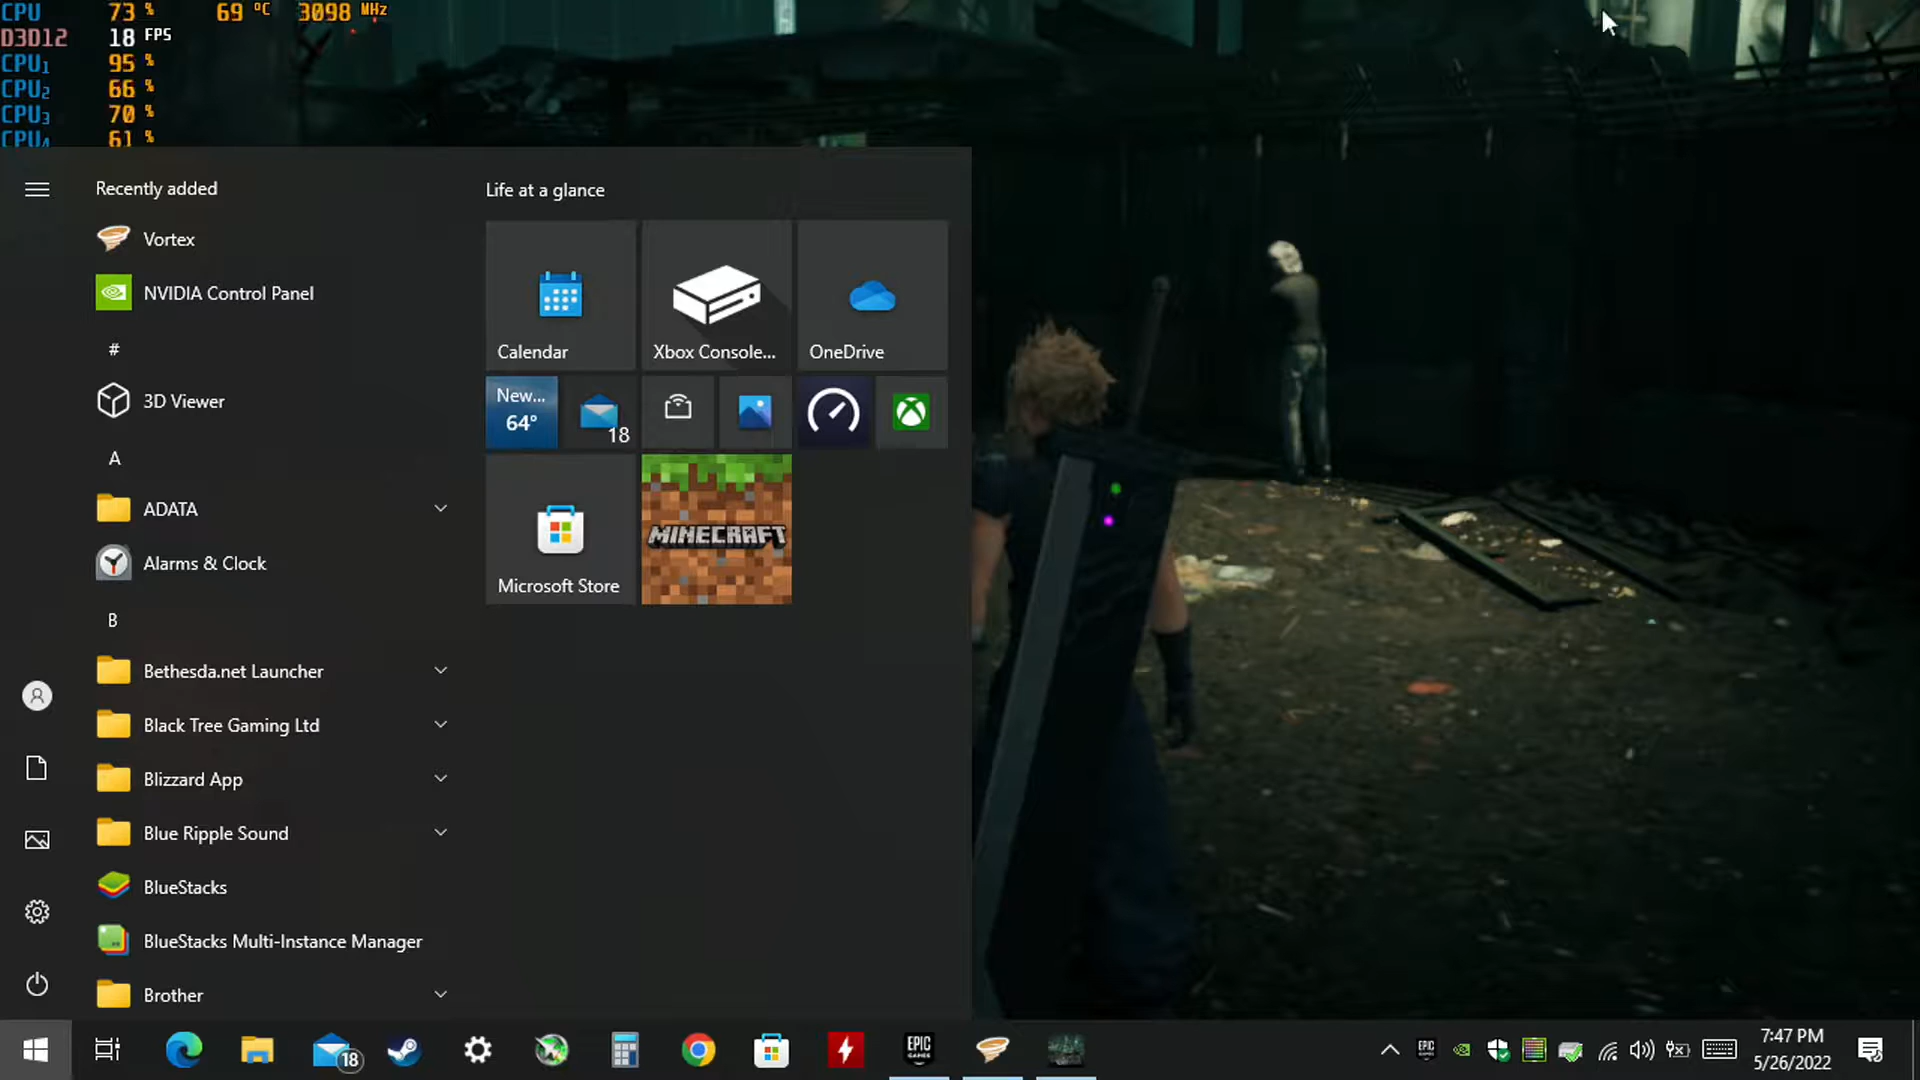 CPU 73 % 69 °C 3098 MHz
D3D12 18 FPS
CPU1 95 %
CPU2 66 %
CPU3 70 %
CPU4 61 %
Recently added
Vortex
NVIDIA Control Panel
#
3D Viewer
A
ADATA
Alarms & Clock
B
Bethesda.net Launcher
Black Tree Gaming Ltd
Blizzard App
Blue Ripple Sound
BlueStacks
BlueStacks Multi-Instance Manager
Brother
Life at a glance
Calendar
Xbox Console...
OneDrive
New...
64°
18
Microsoft Store
MINECRAFT
18
EPIC
GAMES
EPIC
7:47 PM
5/26/2022